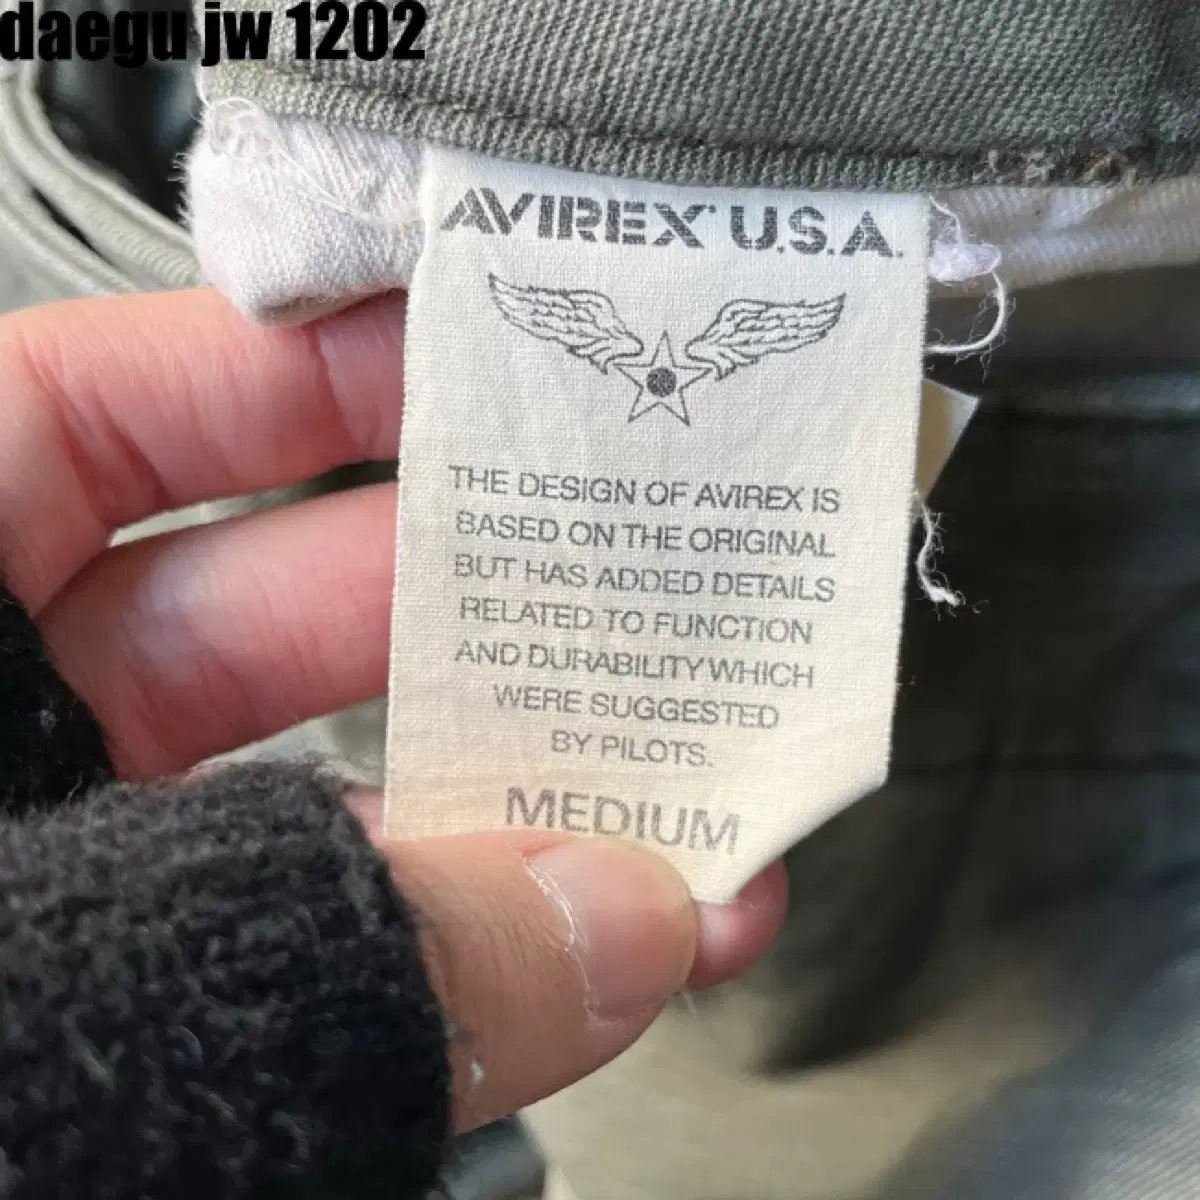 daegu jw 1202
AVIREX U.S.A.
THE DESIGN OF AVIREX IS
BASED ON THE ORIGINAL
BUT HAS ADDED DETAILS
RELATED TO FUNCTION
AND DURABILITY WHICH
WERE SUGGESTED
BY PILOTS.
MEDIUM